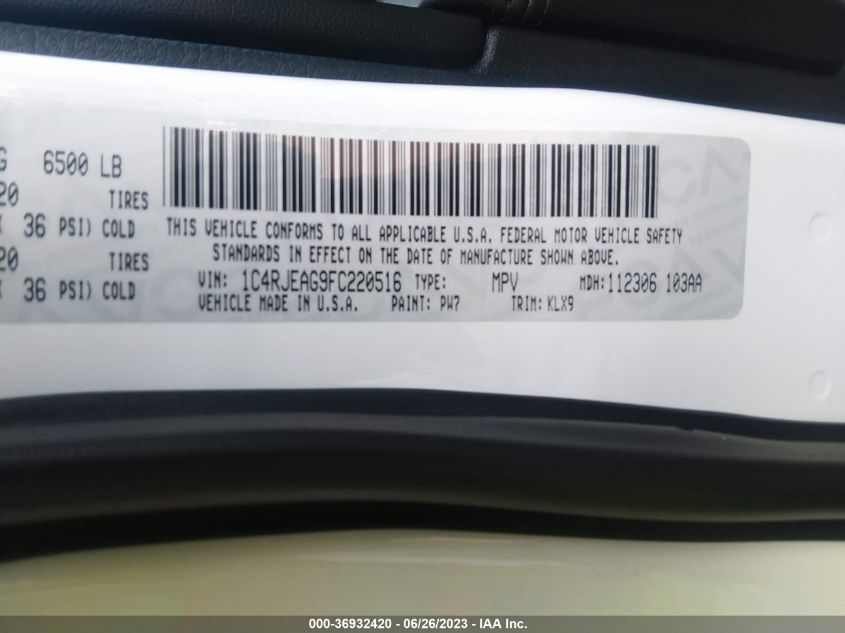 6500 LB
20 TIRES
36 PSI) COLD
20 TIRES
36 PSI) COLD
THIS VEHICLE CONFORMS TO ALL APPLICABLE U.S.A. FEDERAL MOTOR VEHICLE SAFETY
STANDARDS IN EFFECT ON THE DATE OF MANUFACTURE SHOWN ABOVE.
VIN: 1C4RJEAG9FC220516 TYPE: MPV MDH:112306 103AA
VEHICLE MADE IN U.S.A. PAINT: PW7 TRIM: KLX9
000-36932420 - 06/26/2023 - IAA Inc.